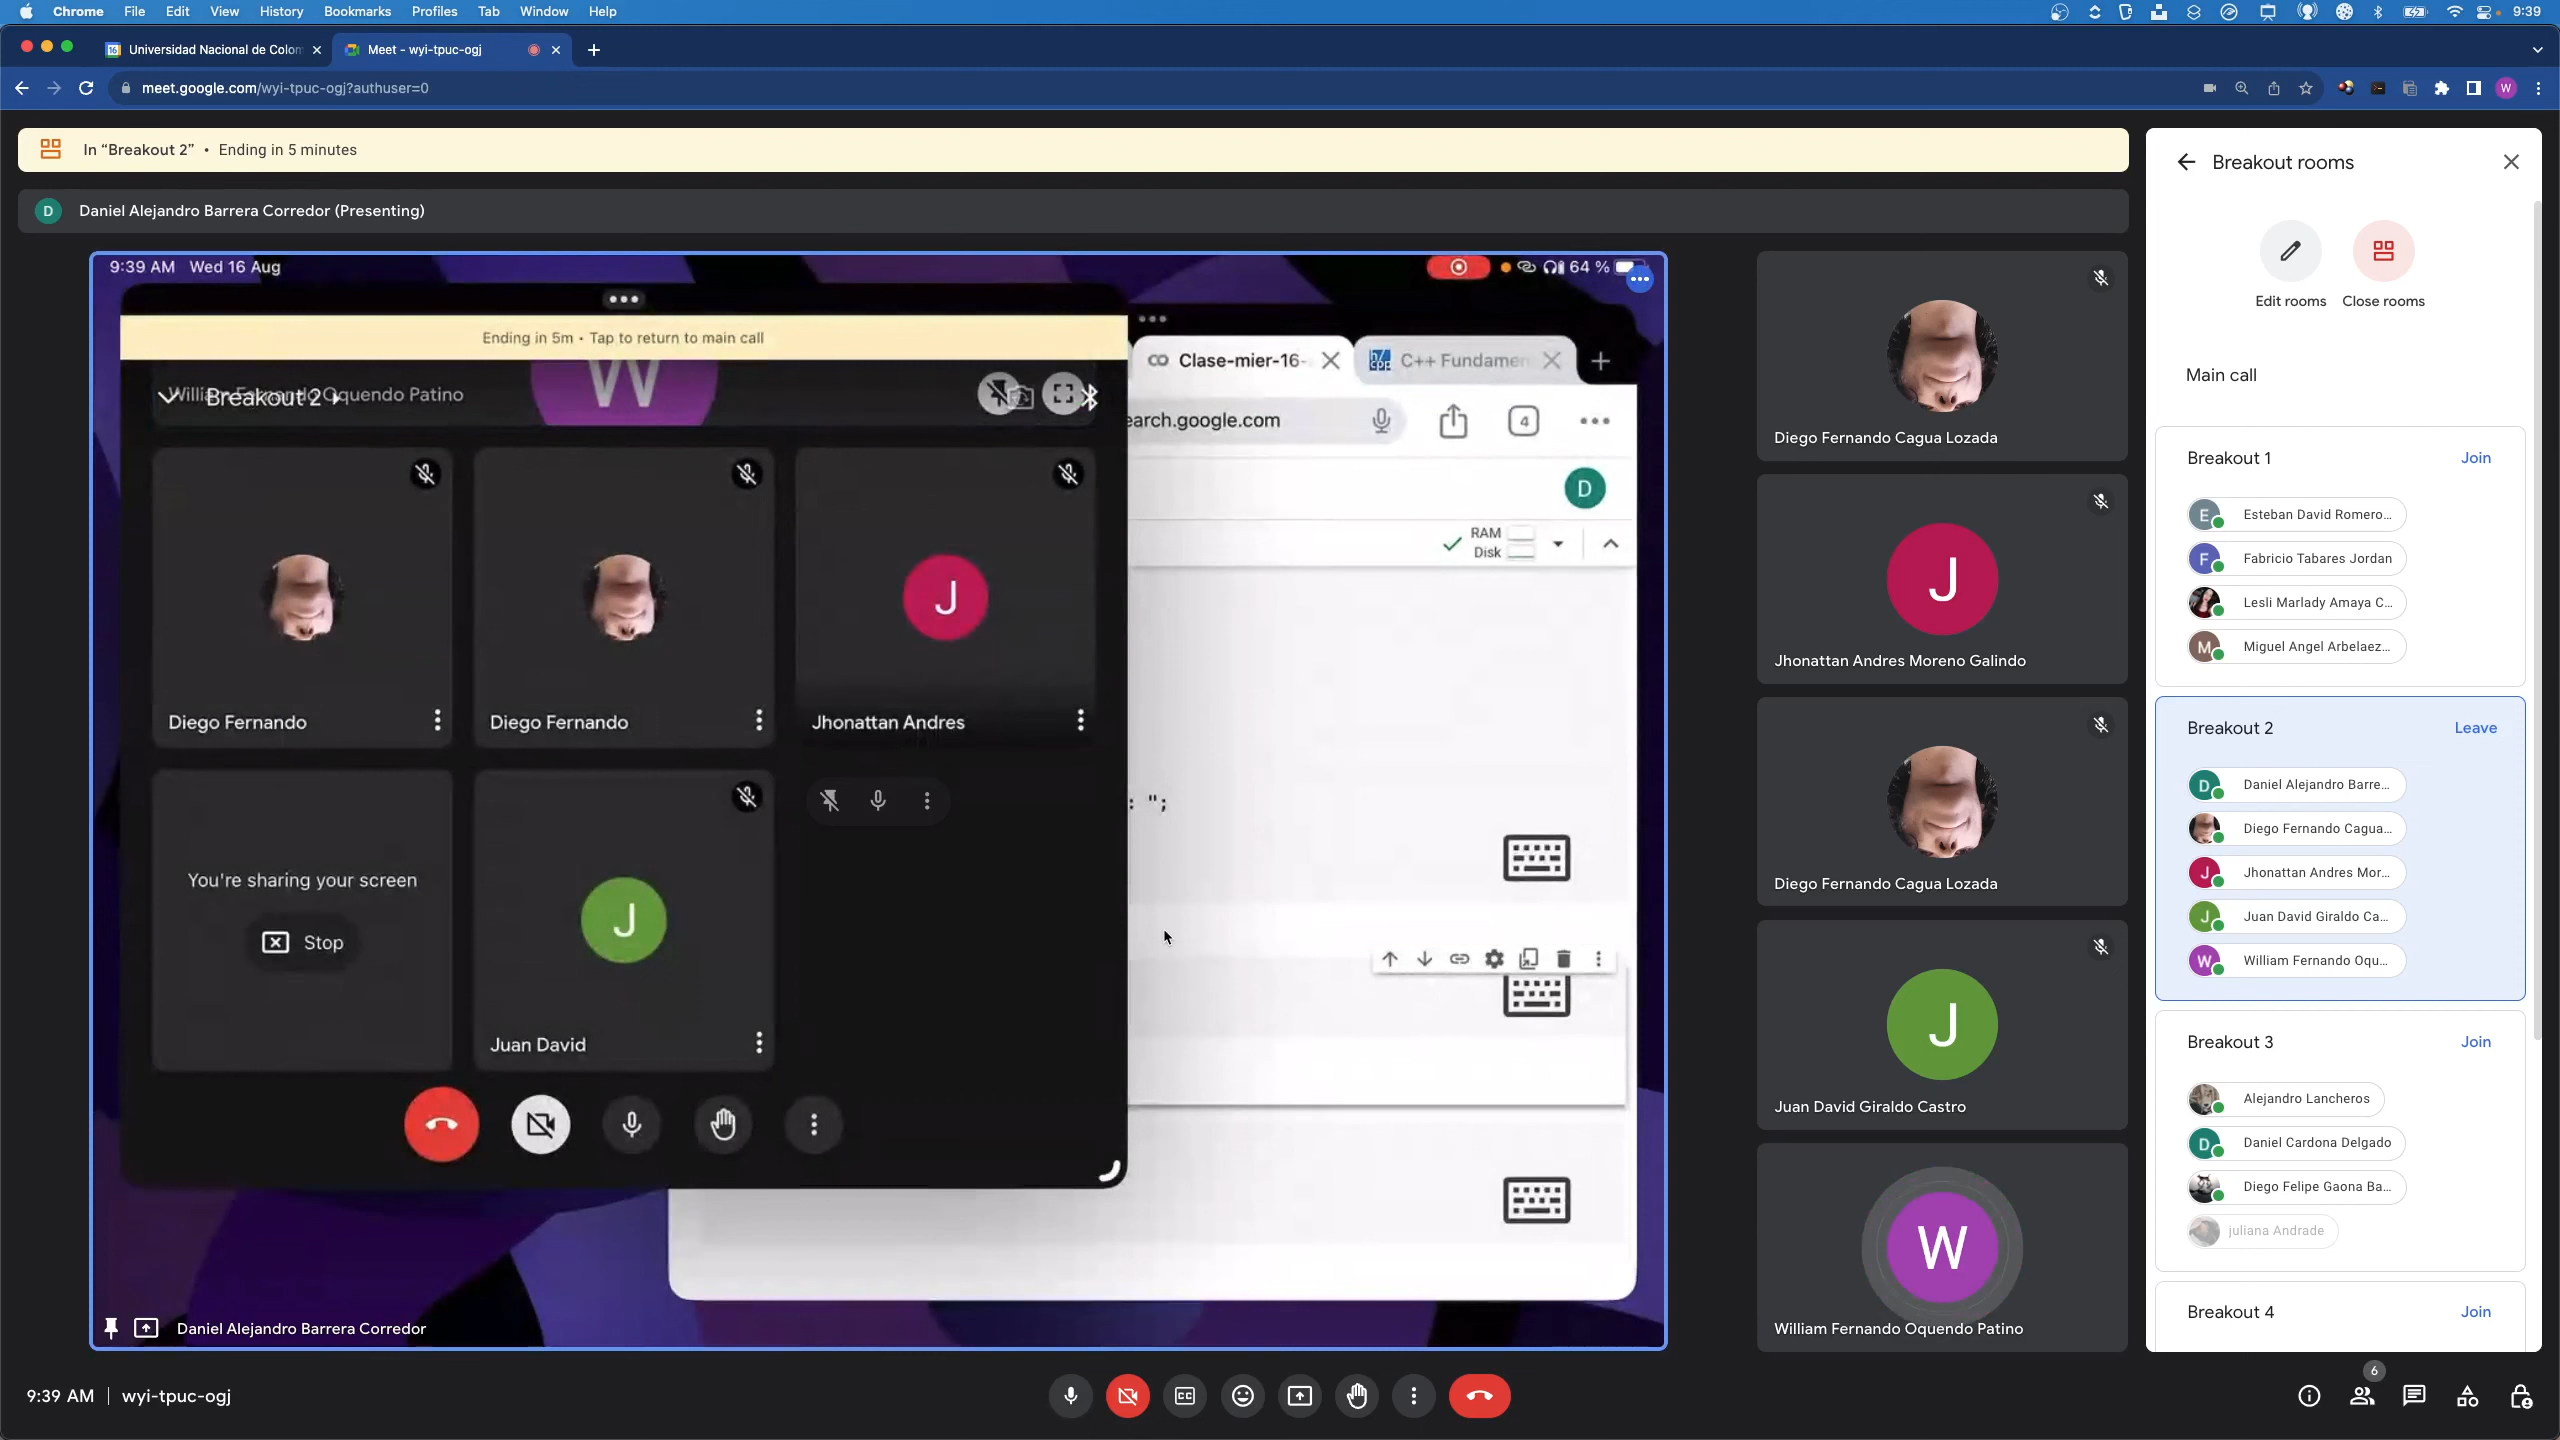 Chrome File Edit View History Bookmarks Profiles Tab Window Help 9:39
Universidad Nacional de Colom
Meet - wyi-tpuc-ogj
meet.google.com/wyi-tpuc-ogj?authuser=0
W
In “Breakout 2” • Ending in 5 minutes
D Daniel Alejandro Barrera Corredor (Presenting)
9:39 AM Wed 16 Aug
64 %
Ending in 5m • Tap to return to main call
William Fernando Oquendo Patino
Breakout 2
W
Diego Fernando
Diego Fernando
J
Jhonattan Andres
You're sharing your screen
Stop
J
Juan David
Clase-mier-16-
C++ Fundamen
earch.google.com
4
D
RAM
Disk
: ";
Daniel Alejandro Barrera Corredor
Diego Fernando Cagua Lozada
J
Jhonattan Andres Moreno Galindo
Diego Fernando Cagua Lozada
J
Juan David Giraldo Castro
W
William Fernando Oquendo Patino
Breakout rooms
Edit rooms
Close rooms
Main call
Breakout 1 Join
E Esteban David Romero...
F Fabricio Tabares Jordan
Lesli Marlady Amaya C...
M Miguel Angel Arbelaez...
Breakout 2 Leave
D Daniel Alejandro Barre...
Diego Fernando Cagua...
J Jhonattan Andres Mor...
J Juan David Giraldo Ca...
W William Fernando Oqu...
Breakout 3 Join
Alejandro Lancheros
D Daniel Cardona Delgado
Diego Felipe Gaona Ba...
juliana Andrade
Breakout 4 Join
9:39 AM | wyi-tpuc-ogj
CC
6